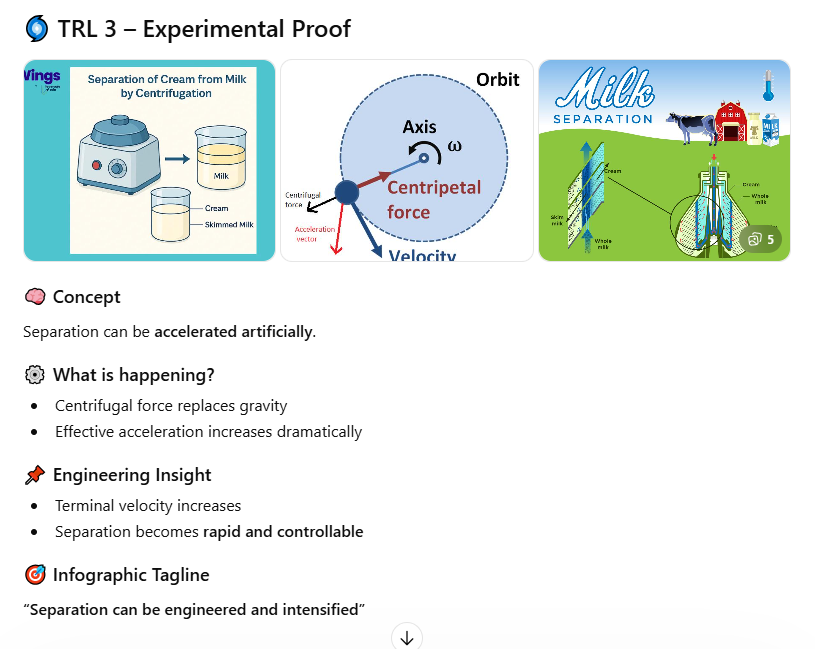 TRL 3 – Experimental Proof
Wings
Separation of Cream from Milk
by Centrifugation
Milk
Cream
Skimmed Milk
Orbit
Axis
ω
Centripetal
force
Centrifugal
force
Acceleration
vector
Velocity
Milk
SEPARATION
Cream
Skim
milk
Whole
milk
Cream
Whole
milk
5
Concept
Separation can be accelerated artificially.
What is happening?
• Centrifugal force replaces gravity
• Effective acceleration increases dramatically
Engineering Insight
• Terminal velocity increases
• Separation becomes rapid and controllable
Infographic Tagline
“Separation can be engineered and intensified”